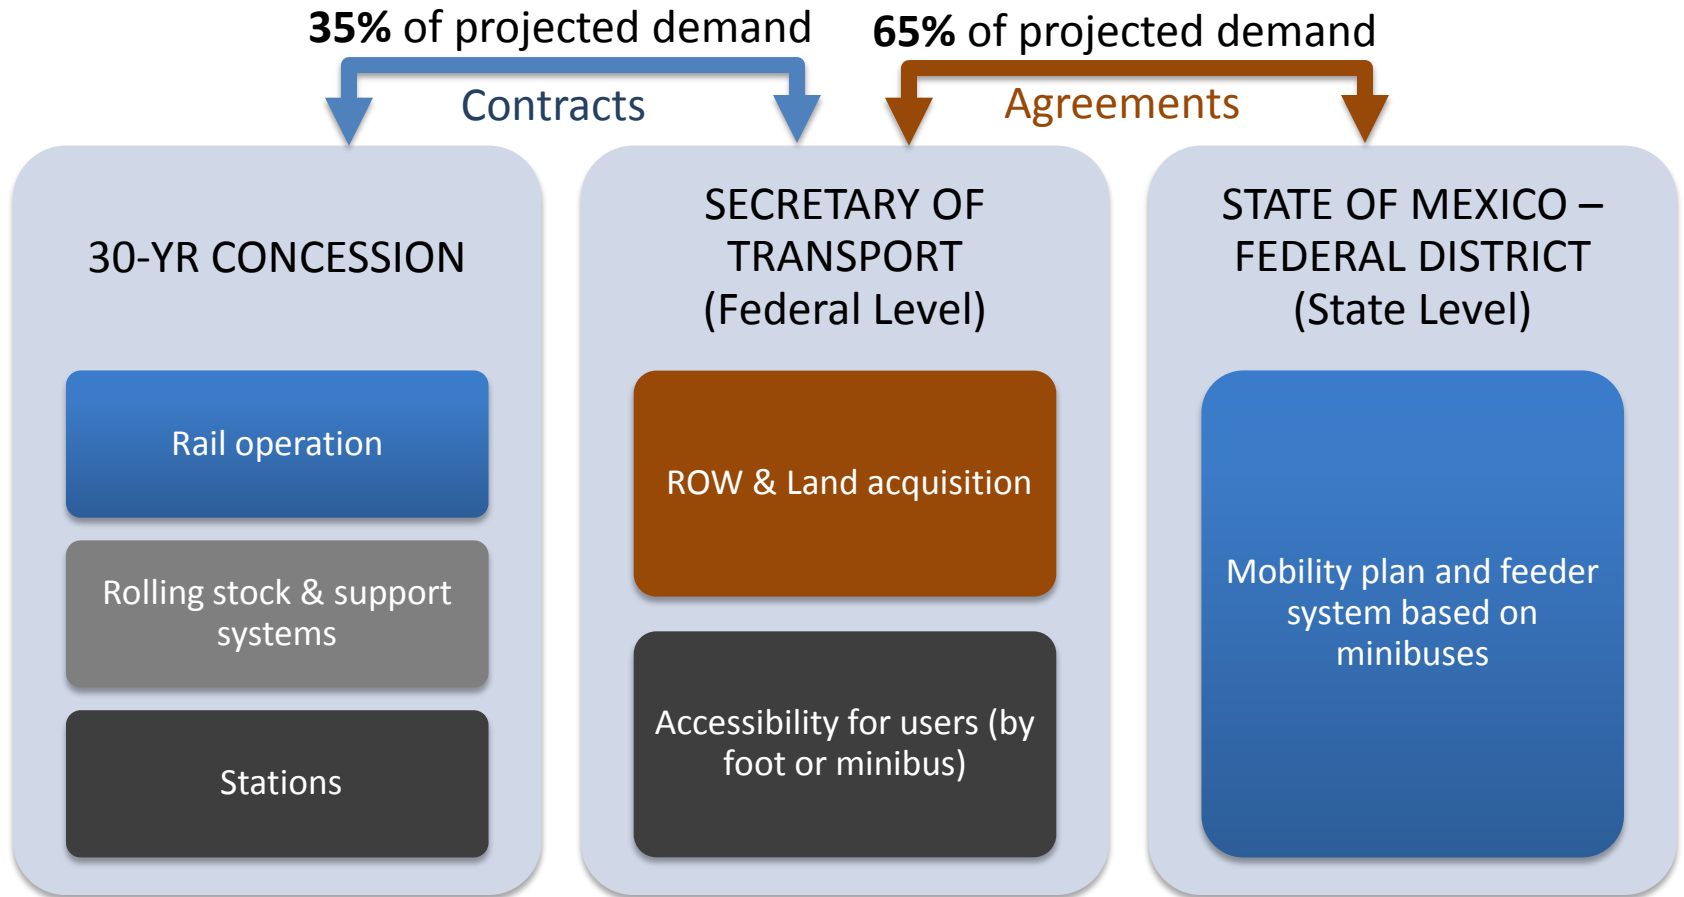 35% of projected demand
65% of projected demand
Contracts
Agreements
30-YR CONCESSION
Rail operation
Rolling stock & support
systems
Stations
SECRETARY OF
TRANSPORT
(Federal Level)
ROW & Land acquisition
Accessibility for users (by
foot or minibus)
STATE OF MEXICO –
FEDERAL DISTRICT
(State Level)
Mobility plan and feeder
system based on
minibuses